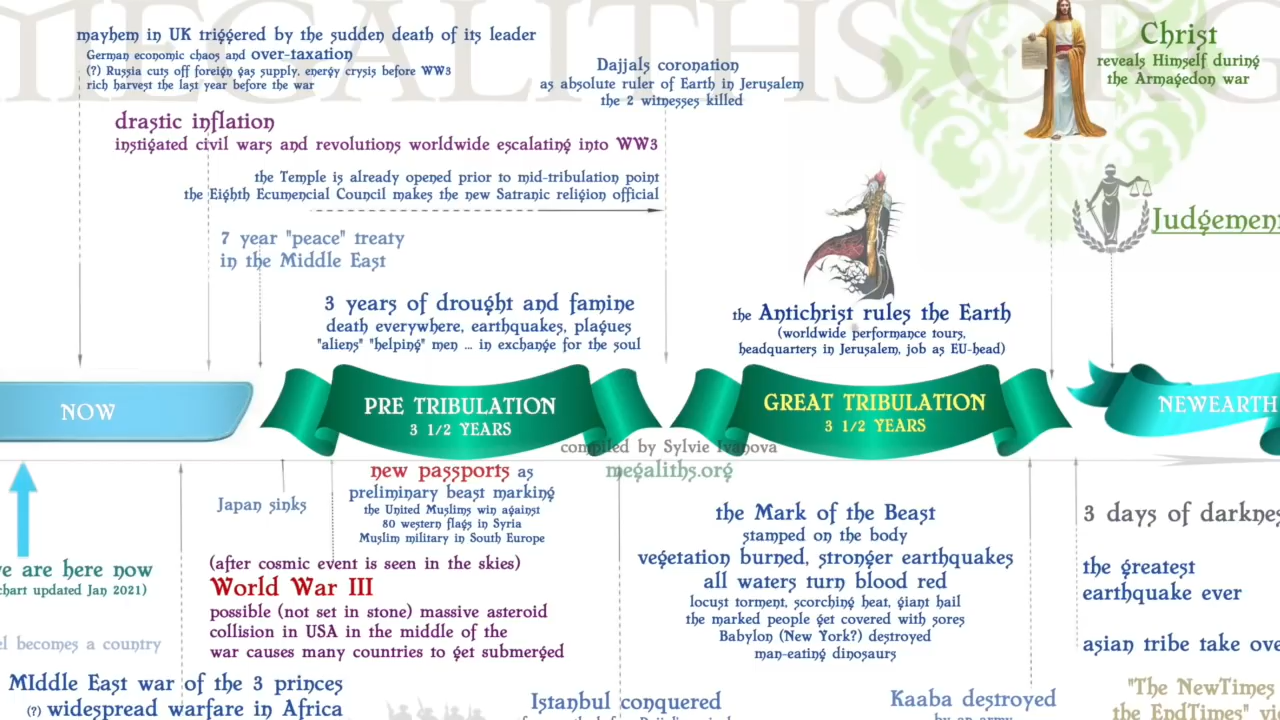 MEGALITHS.ORG
mayhem in UK triggered by the sudden death of its leader
German economic chaos and over-taxation
(?) Russia cuts off foreign gas supply, energy crysis before WW3
rich harvest the last year before the war
drastic inflation
instigated civil wars and revolutions worldwide escalating into WW3
the Temple is already opened prior to mid-tribulation point
the Eighth Ecumencial Council makes the new Satranic religion official
7 year "peace" treaty
in the Middle East
3 years of drought and famine
death everywhere, earthquakes, plagues
"aliens" "helping" men ... in exchange for the soul
Dajjals coronation
as absolute ruler of Earth in Jerusalem
the 2 witnesses killed
the Antichrist rules the Earth
(worldwide performance tours,
headquarters in Jerusalem, job as EU-head)
Christ
reveals Himself during
the Armagedon war
Judgement
NOW
PRE TRIBULATION
3 1/2 YEARS
GREAT TRIBULATION
3 1/2 YEARS
NEWEARTH
compiled by Sylvie Ivanova
megaliths.org
we are here now
chart updated Jan 2021)
becomes a country
MIddle East war of the 3 princes
(?) widespread warfare in Africa
Japan sinks
new passports as
preliminary beast marking
the United Muslims win against
80 western flags in Syria
Muslim military in South Europe
(after cosmic event is seen in the skies)
World War III
possible (not set in stone) massive asteroid
collision in USA in the middle of the
war causes many countries to get submerged
Istanbul conquered
the Mark of the Beast
stamped on the body
vegetation burned, stronger earthquakes
all waters turn blood red
locust torment, scorching heat, giant hail
the marked people get covered with sores
Babylon (New York?) destroyed
man-eating dinosaurs
Kaaba destroyed
by an army
3 days of darknes
the greatest
earthquake ever
asian tribe take ove
"The NewTimes
the EndTimes" vi